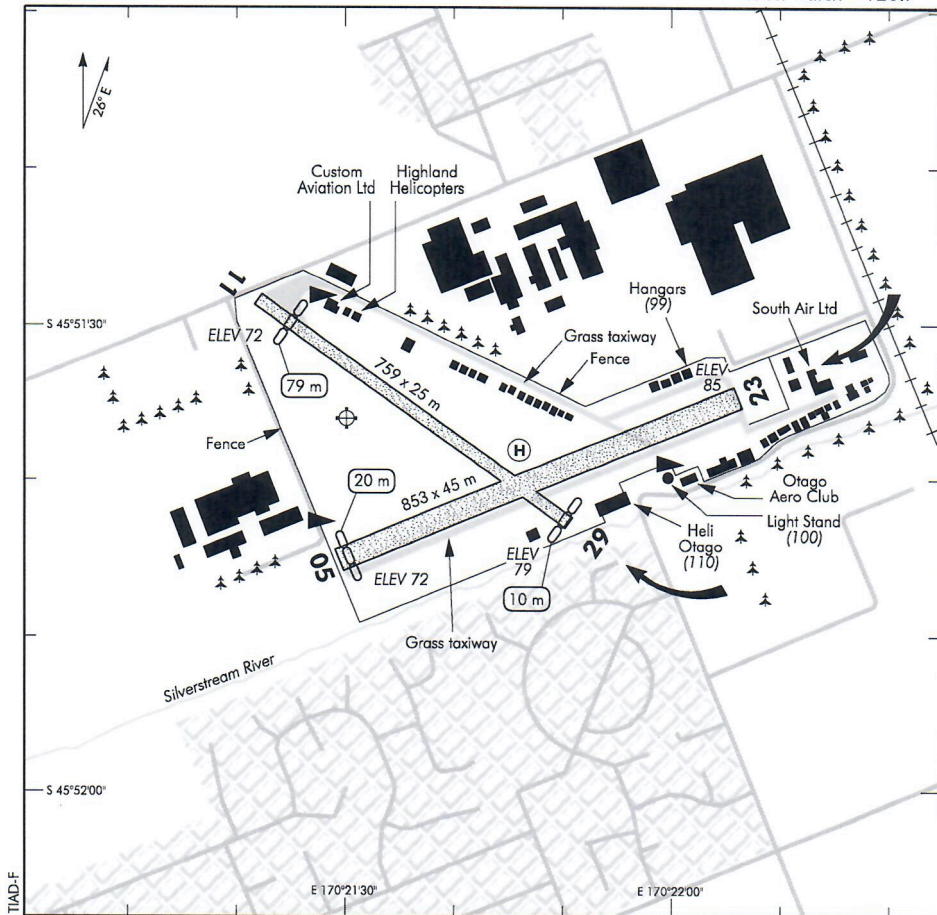 26° E
Custom
Aviation Ltd
Highland
Helicopters
11
Hangars
(99)
South Air Ltd
S 45°51'30"
ELEV 72
Grass taxiway
Fence
ELEV
85
79 m
759 x 25 m
23
Fence
H
20 m
853 x 45 m
Otago
Aero Club
Light Stand
(100)
Heli
Otago
(110)
05
ELEV 72
ELEV
79
29
10 m
Grass taxiway
Silverstream River
S 45°52'00"
E 170°21'30"
E 170°22'00"
TIAD-F